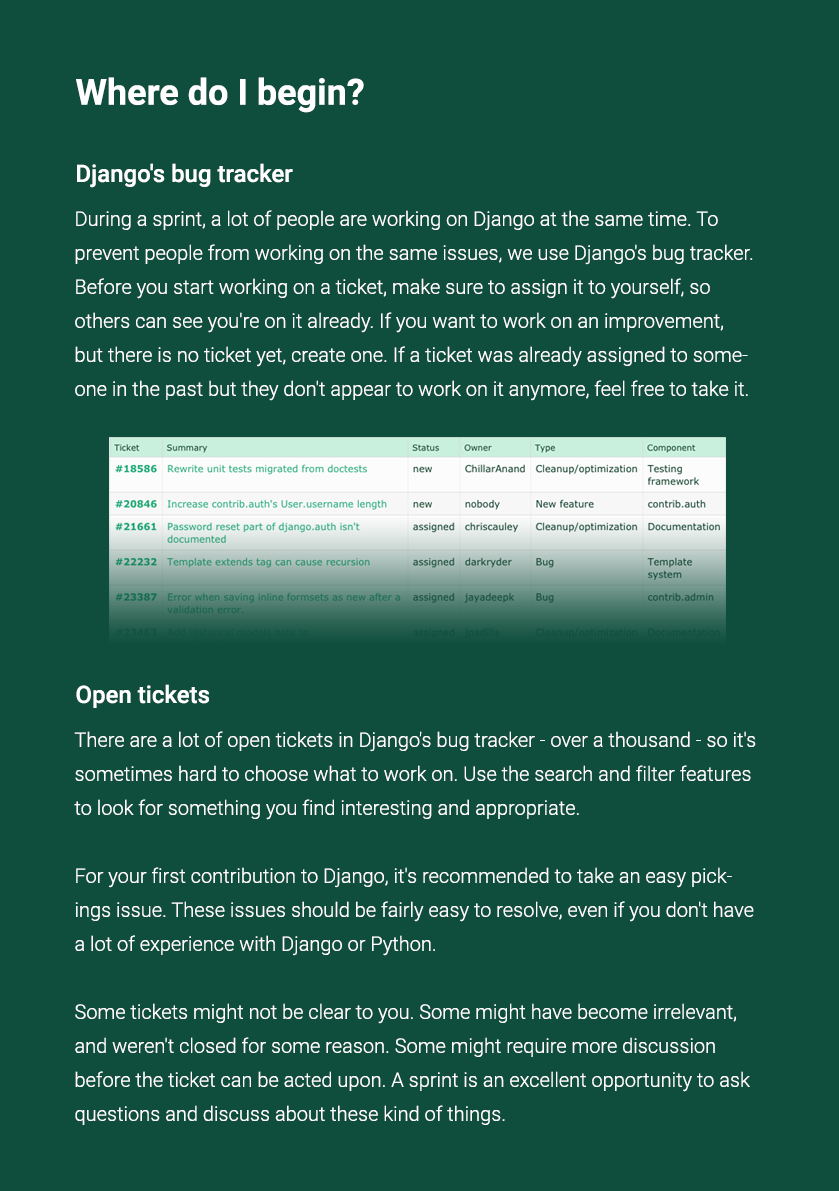 Where do I begin?
Django's bug tracker
During a sprint, a lot of people are working on Django at the same time. To
prevent people from working on the same issues, we use Django's bug tracker.
Before you start working on a ticket, make sure to assign it to yourself, so
others can see you're on it already. If you want to work on an improvement,
but there is no ticket yet, create one. If a ticket was already assigned to some-
one in the past but they don't appear to work on it anymore, feel free to take it.
Ticket Summary Status Owner Type Component
#18586 Rewrite unit tests migrated from doctests new ChillarAnand Cleanup/optimization Testing
framework
#20846 Increase contrib.auth's User.username length new nobody New feature contrib.auth
#21661 Password reset part of django.auth isn't assigned chriscauley Cleanup/optimization Documentation
documented
#22232 Template extends tag can cause recursion assigned darkryder Bug Template
system
#23387 Error when saving inline formsets as new after a assigned jayadeepk Bug contrib.admin
validation error.
assigned Cleanup/optimization Documentation
Open tickets
There are a lot of open tickets in Django's bug tracker - over a thousand - so it's
sometimes hard to choose what to work on. Use the search and filter features
to look for something you find interesting and appropriate.
For your first contribution to Django, it's recommended to take an easy pick-
ings issue. These issues should be fairly easy to resolve, even if you don't have
a lot of experience with Django or Python.
Some tickets might not be clear to you. Some might have become irrelevant,
and weren't closed for some reason. Some might require more discussion
before the ticket can be acted upon. A sprint is an excellent opportunity to ask
questions and discuss about these kind of things.